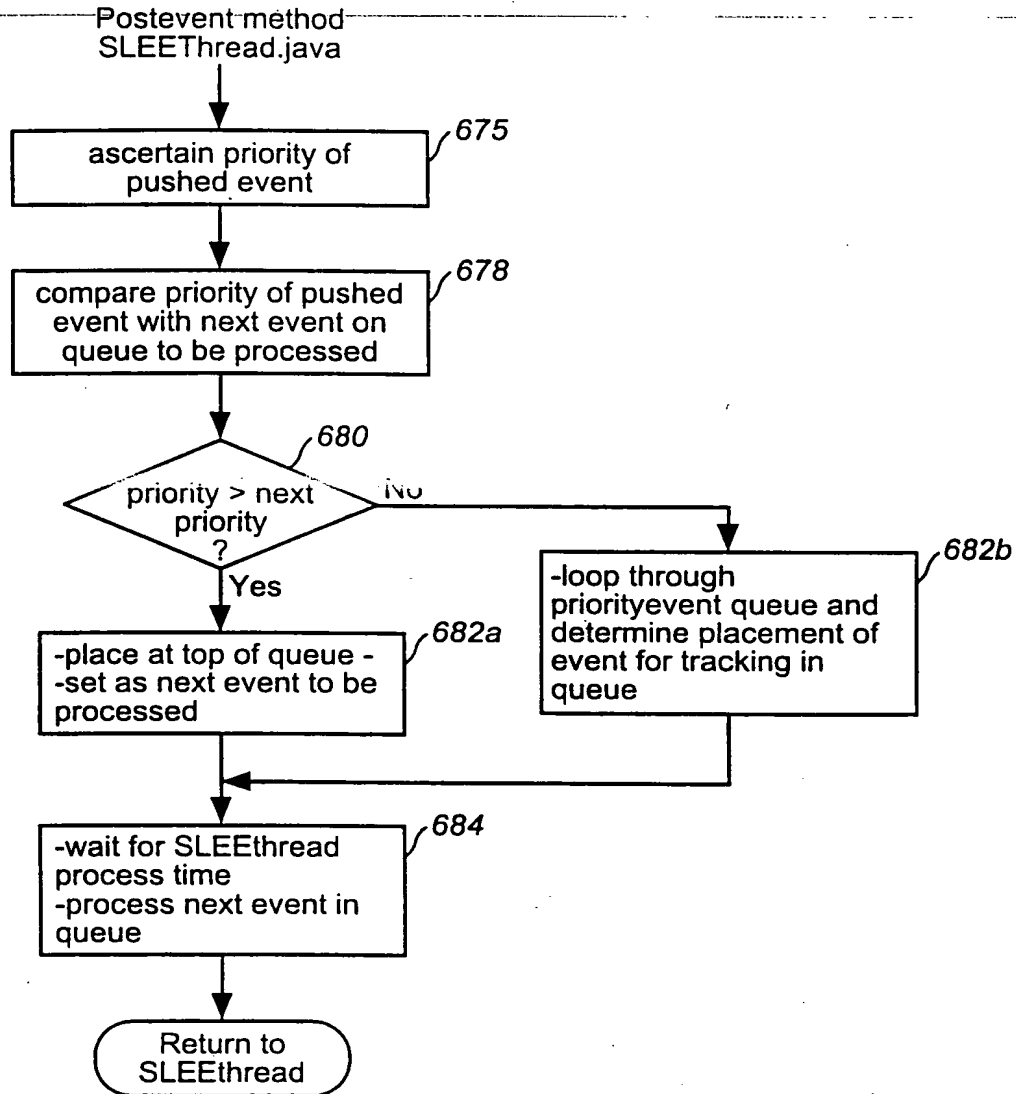 Postevent method
SLEEThread.java
675
ascertain priority of
pushed event
678
compare priority of pushed
event with next event on
queue to be processed
680
priority > next
priority
?
No
Yes
682b
-loop through
priorityevent queue and
determine placement of
event for tracking in
queue
682a
-place at top of queue -
-set as next event to be
processed
684
-wait for SLEEthread
process time
-process next event in
queue
Return to
SLEEthread